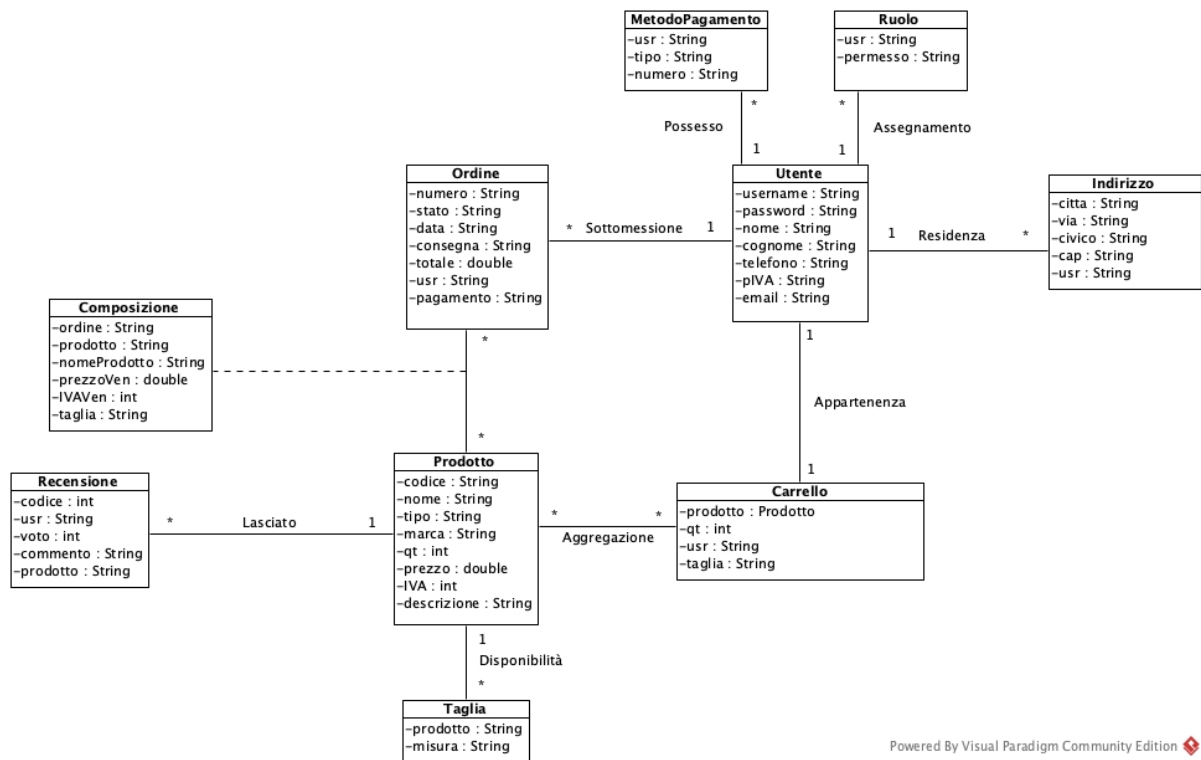 MetodoPagamento
-usr : String
-tipo : String
-numero : String
Ruolo
-usr : String
-permesso : String
*
Possesso
1
*
Assegnamento
1
Ordine
-numero : String
-stato : String
-data : String
-consegna : String
-totale : double
-usr : String
-pagamento : String
* Sottomessione 1
Utente
-username : String
-password : String
-nome : String
-cognome : String
-telefono : String
-pIVA : String
-email : String
1 Residenza *
Indirizzo
-citta : String
-via : String
-civico : String
-cap : String
-usr : String
Composizione
-ordine : String
-prodotto : String
-nomeProdotto : String
-prezzoVen : double
-IVAVen : int
-taglia : String
*
*
1
Appartenenza
1
Recensione
-codice : int
-usr : String
-voto : int
-commento : String
-prodotto : String
* Lasciato 1
Prodotto
-codice : String
-nome : String
-tipo : String
-marca : String
-qt : int
-prezzo : double
-IVA : int
-descrizione : String
* *
Aggregazione
Carrello
-prodotto : Prodotto
-qt : int
-usr : String
-taglia : String
1
Disponibilità
*
Taglia
-prodotto : String
-misura : String
Powered By Visual Paradigm Community Edition